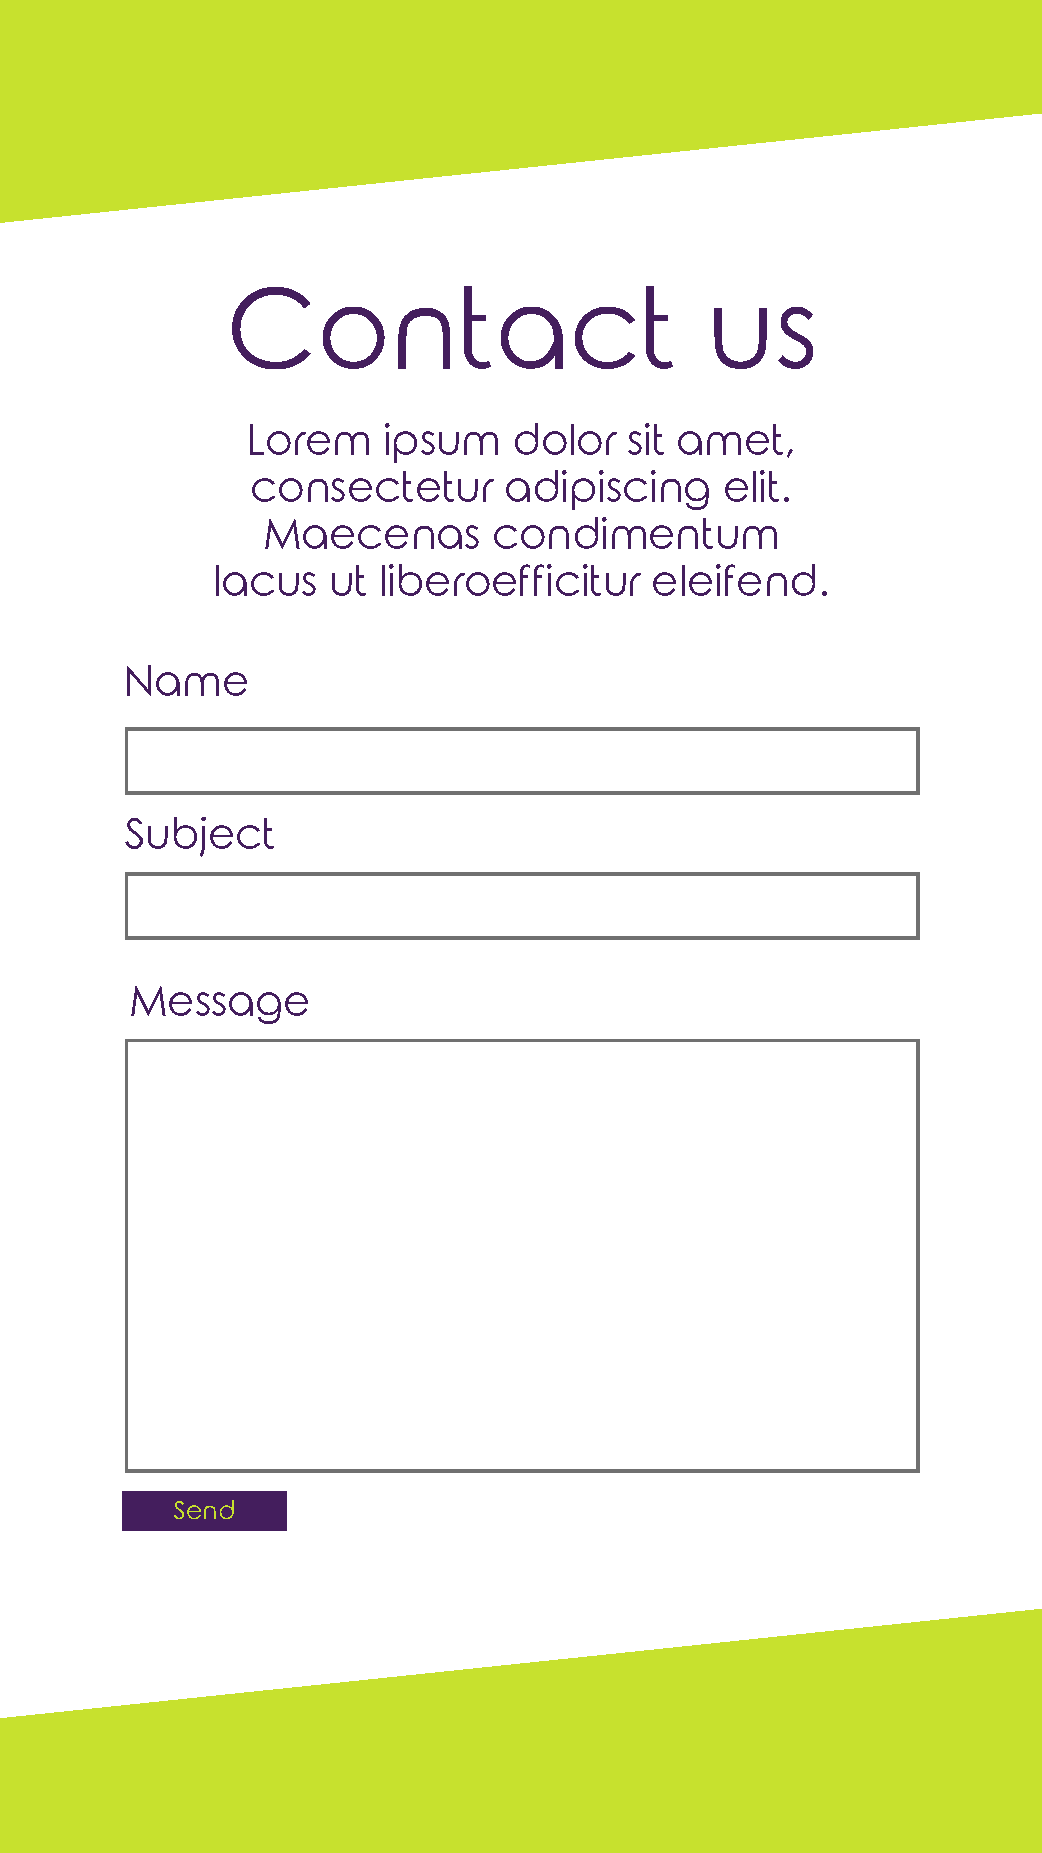 Contact us
Lorem ipsum dolor sit amet,
consectetur adipiscing elit.
Maecenas condimentum
lacus ut liberoefficitur eleifend.
Name
Subject
Message
Send